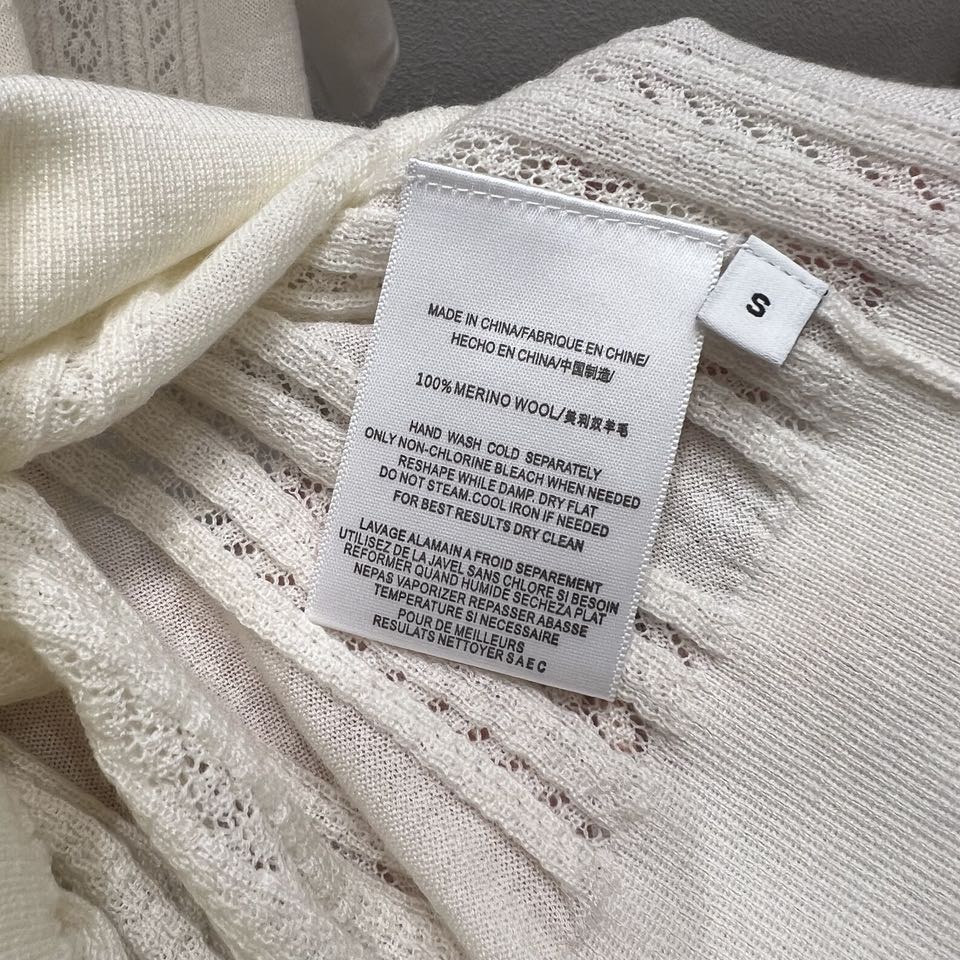 MADE IN CHINA/FABRIQUE EN CHINE/
HECHO EN CHINA/中国制造/
100%MERINO WOOL/美利奴羊毛
HAND WASH COLD SEPARATELY
ONLY NON-CHLORINE BLEACH WHEN NEEDED
RESHAPE WHILE DAMP. DRY FLAT
DO NOT STEAM.COOL IRON IF NEEDED
FOR BEST RESULTS DRY CLEAN
LAVAGE ALAMAIN A FROID SEPAREMENT
UTILISEZ DE LA JAVEL SANS CHLORE SI BESOIN
REFORMER QUAND HUMIDE SECHEZA PLAT
NEPAS VAPORIZER REPASSER ABASSE
TEMPERATURE SI NECESSAIRE
POUR DE MEILLEURS
RESULATS NETTOYER S A E C
S